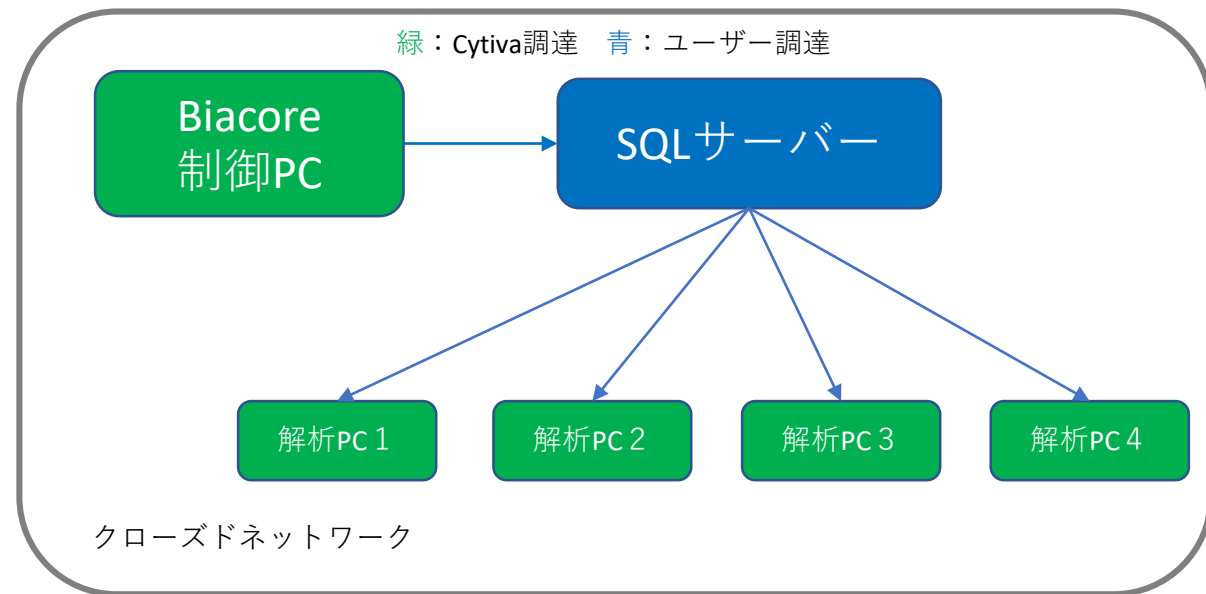 緑：Cytiva調達　青：ユーザー調達
Biacore
制御PC
SQLサーバー
解析PC１
解析PC２
解析PC３
解析PC４
クローズドネットワーク